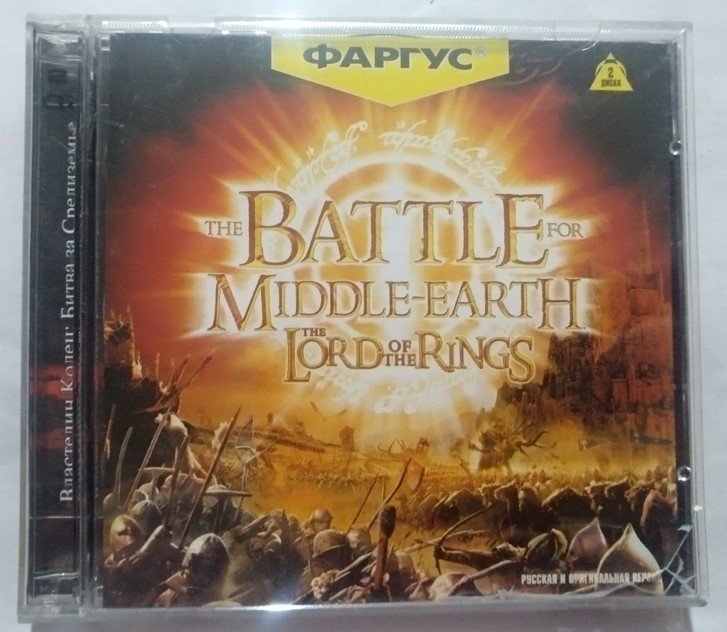 ФАРГУС®
2
ДИСКА
THE BATTLE FOR
MIDDLE-EARTH
THE LORD OF THE RINGS
Властелин Колец: Битва за Средиземье
РУССКАЯ И ОРИГИНАЛЬНАЯ